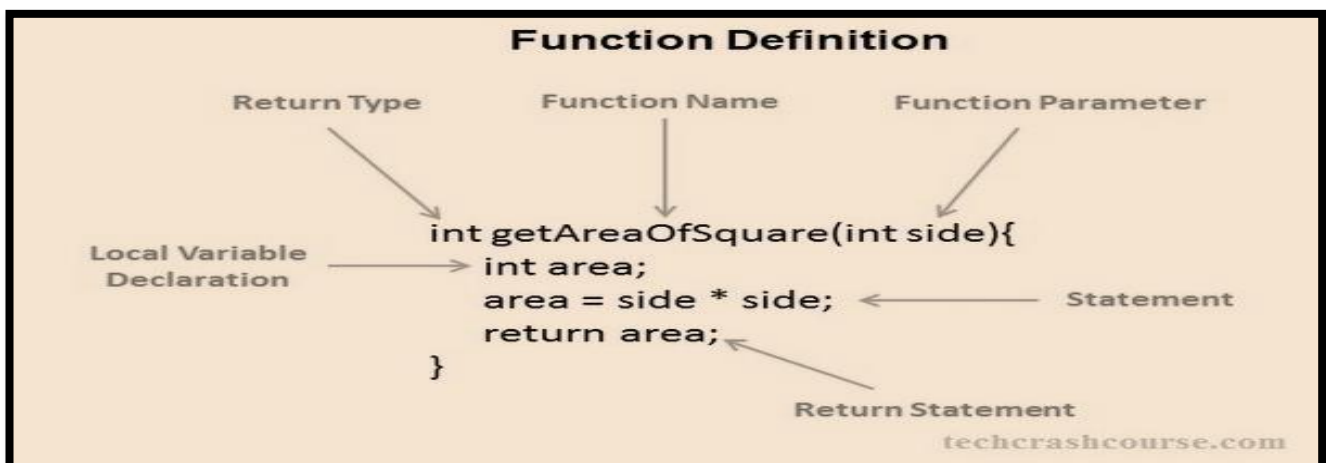 Function Definition
Return Type Function Name Function Parameter
int getAreaOfSquare(int side){
Local Variable
Declaration
int area;
area = side * side;
Statement
return area;
}
Return Statement
techcrashcourse.com